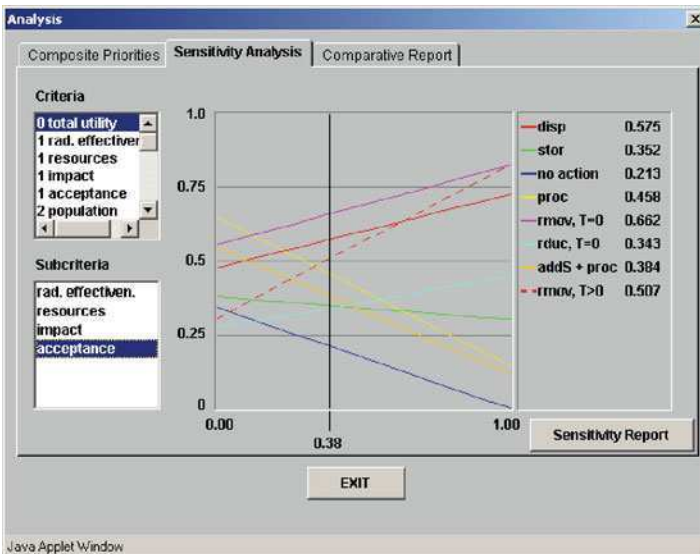 Analysis
Composite Priorities
Sensitivity Analysis
Comparative Report
Criteria
0 total utility
1 rad. effectiver
1 resources
1 impact
1 acceptance
2 population
Subcriteria
rad. effectiven.
resources
impact
acceptance
1.0
0.75
0.5
0.25
0
0.00
0.38
1.00
disp 0.575
stor 0.352
no action 0.213
proc 0.458
rmov, T=0 0.662
rduc, T=0 0.343
addS + proc 0.384
rmov, T>0 0.507
Sensitivity Report
EXIT
Java Applet Window